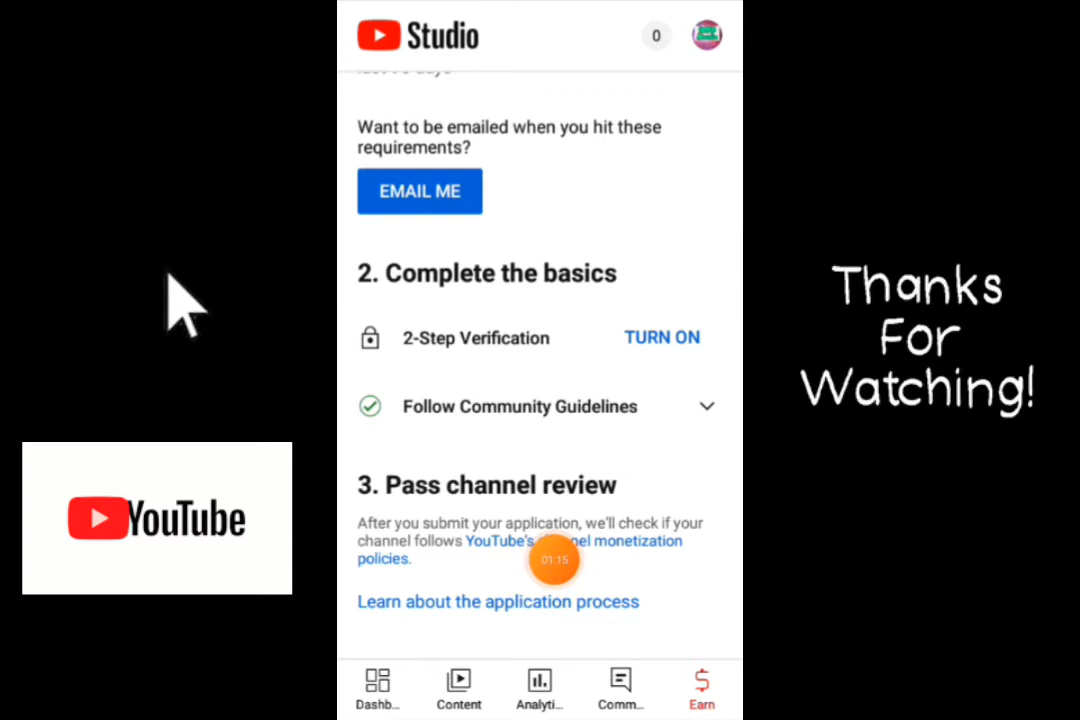 Studio
0
Want to be emailed when you hit these
requirements?
EMAIL ME
2. Complete the basics
2-Step Verification
TURN ON
Follow Community Guidelines
3. Pass channel review
After you submit your application, we'll check if your
channel follows YouTube's channel monetization
policies.
01:15
Learn about the application process
Dashb...
Content
Analyti...
Comm...
Earn
YouTube
Thanks
For
Watching!